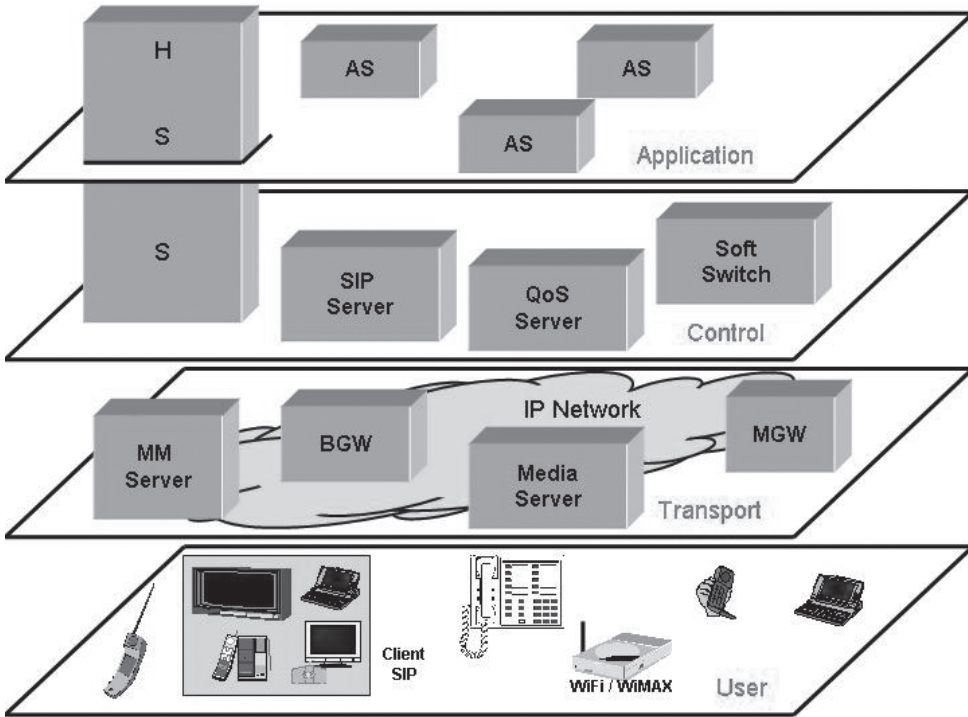 H
S
AS
AS
AS
Application
S
SIP
Server
QoS
Server
Soft
Switch
Control
IP Network
MM
Server
BGW
Media
Server
MGW
Transport
Client
SIP
WiFi / WiMAX
User